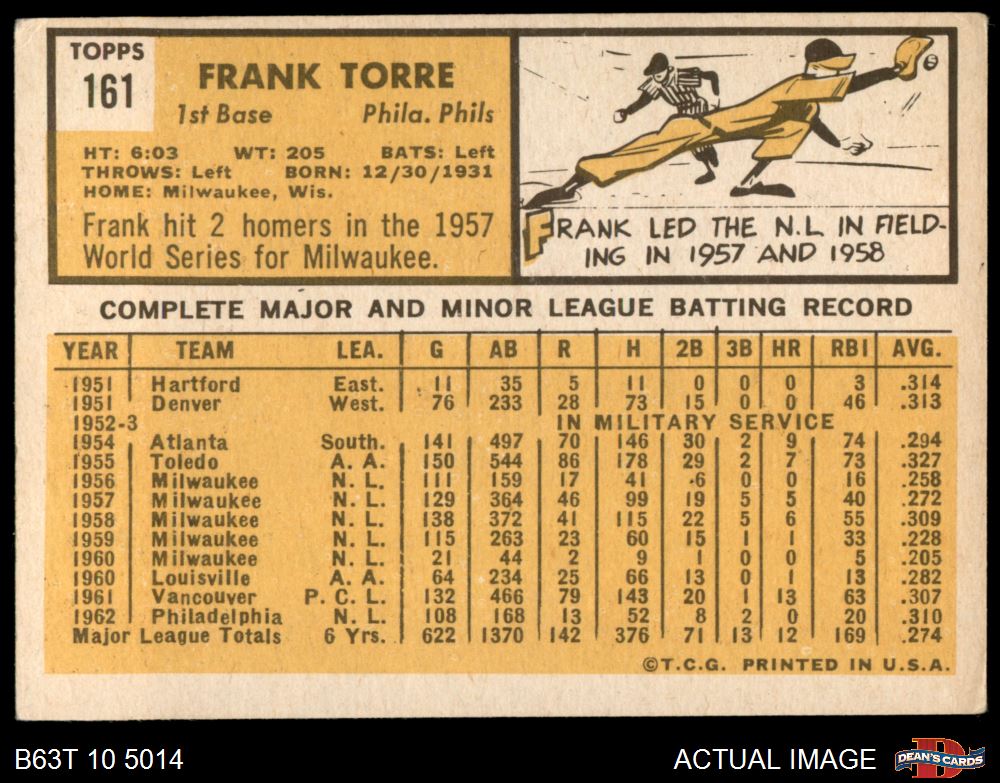 TOPPS
161
FRANK TORRE
1st Base Phila. Phils
HT: 6:03 WT: 205 BATS: Left
THROWS: Left BORN: 12/30/1931
HOME: Milwaukee, Wis.
Frank hit 2 homers in the 1957
World Series for Milwaukee.
FRANK LED THE N.L. IN FIELD-
ING IN 1957 AND 1958
COMPLETE MAJOR AND MINOR LEAGUE BATTING RECORD
YEAR TEAM LEA. G AB R H 2B 3B HR RBI AVG.
1951 Hartford East. 11 35 5 11 0 0 0 3 .314
1951 Denver West. 76 233 28 73 15 0 0 46 .313
1952-3 IN MILITARY SERVICE
1954 Atlanta South. 141 497 70 146 30 2 9 74 .294
1955 Toledo A. A. 150 544 86 178 29 2 7 73 .327
1956 Milwaukee N. L. 111 159 17 41 6 0 0 16 .258
1957 Milwaukee N. L. 129 364 46 99 19 5 5 40 .272
1958 Milwaukee N. L. 138 372 41 115 22 5 6 55 .309
1959 Milwaukee N. L. 115 263 23 60 15 1 1 33 .228
1960 Milwaukee N. L. 21 44 2 9 1 0 0 5 .205
1960 Louisville A. A. 64 234 25 66 13 0 1 13 .282
1961 Vancouver P. C. L. 132 466 79 143 20 1 13 63 .307
1962 Philadelphia N. L. 108 168 13 52 8 2 0 20 .310
Major League Totals 6 Yrs. 622 1370 142 376 71 13 12 169 .274
©T.C.G. PRINTED IN U.S.A.
B63T 10 5014 ACTUAL IMAGE DEAN'S CARDS